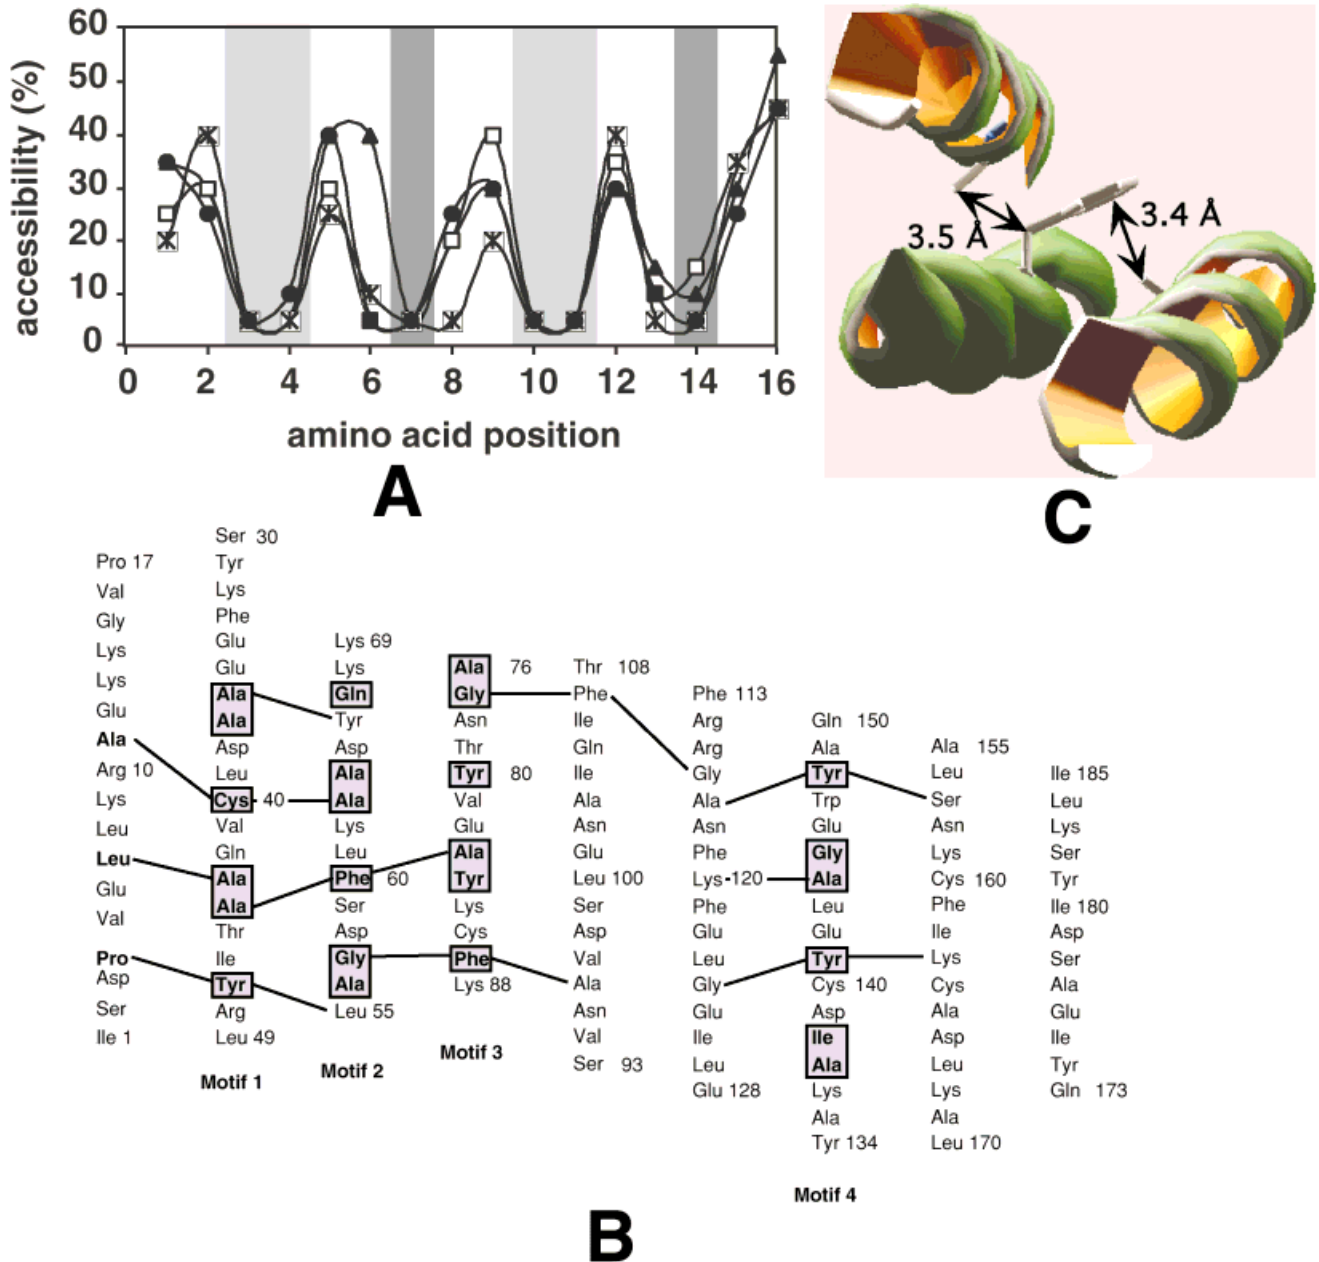 60
50
40
30
20
10
0
accessibility (%)
0 2 4 6 8 10 12 14 16
amino acid position
A
3.5 Å
3.4 Å
C
Pro 17
Val
Gly
Lys
Lys
Glu
Ala
Arg 10
Lys
Leu
Leu
Glu
Val
Pro
Asp
Ser
Ile 1
Ser 30
Tyr
Lys
Phe
Glu
Glu
Ala
Ala
Asp
Leu
Cys 40
Val
Gln
Ala
Ala
Thr
Ile
Tyr
Arg
Leu 49
Motif 1
Lys 69
Lys
Gln
Tyr
Asp
Ala
Ala
Lys
Leu
Phe 60
Ser
Asp
Gly
Ala
Leu 55
Motif 2
Ala 76
Gly
Asn
Thr
Tyr 80
Val
Glu
Ala
Tyr
Lys
Cys
Phe
Lys 88
Motif 3
Thr 108
Phe
Ile
Gln
Ile
Ala
Asn
Glu
Leu 100
Ser
Asp
Val
Ala
Asn
Val
Ser 93
Phe 113
Arg
Arg
Gly
Ala
Asn
Phe
Lys 120
Phe
Glu
Leu
Gly
Glu
Ile
Leu
Glu 128
Gln 150
Ala
Tyr
Trp
Glu
Gly
Ala
Leu
Glu
Tyr
Cys 140
Asp
Ile
Ala
Lys
Ala
Tyr 134
Motif 4
Ala 155
Leu
Ser
Asn
Lys
Cys 160
Phe
Ile
Lys
Cys
Ala
Asp
Leu
Lys
Ala
Leu 170
Ile 185
Leu
Lys
Ser
Tyr
Ile 180
Asp
Ser
Ala
Glu
Ile
Tyr
Gln 173
B